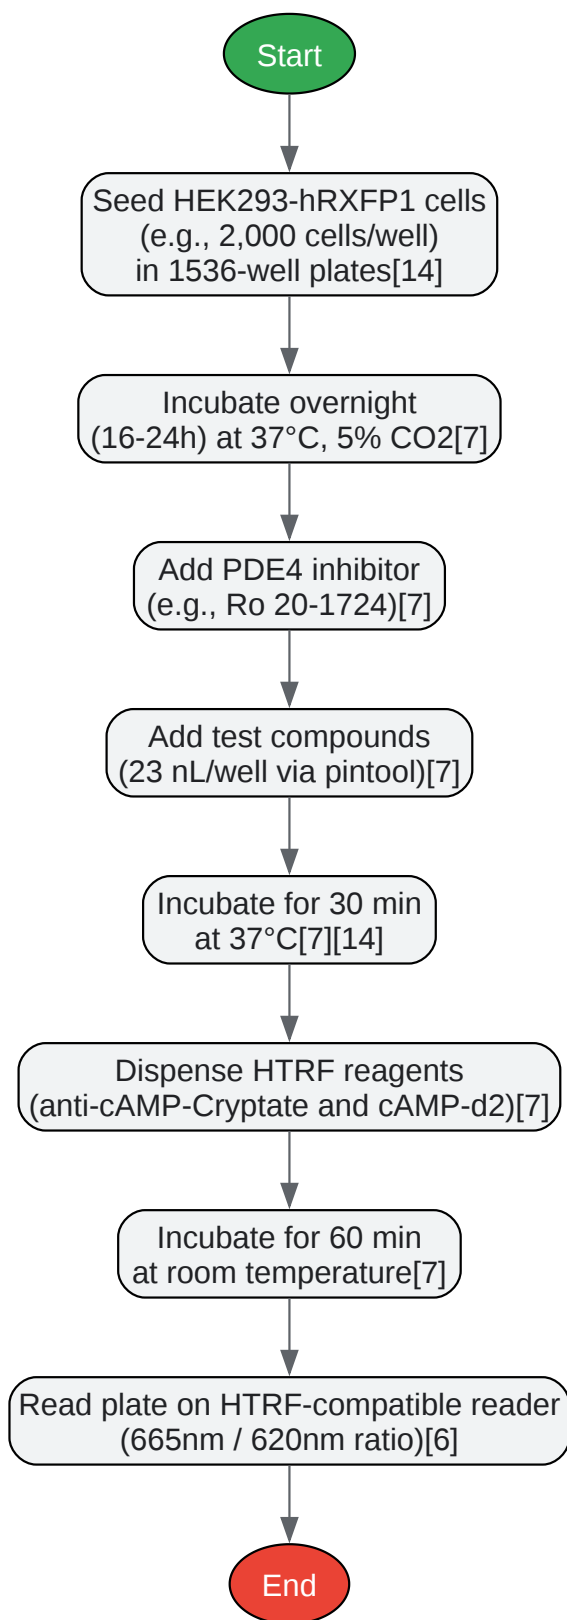 Start
Seed HEK293-hRXFP1 cells
(e.g., 2,000 cells/well)
in 1536-well plates[14]
Incubate overnight
(16-24h) at 37°C, 5% CO2[7]
Add PDE4 inhibitor
(e.g., Ro 20-1724)[7]
Add test compounds
(23 nL/well via pintool)[7]
Incubate for 30 min
at 37°C[7][14]
Dispense HTRF reagents
(anti-cAMP-Cryptate and cAMP-d2)[7]
Incubate for 60 min
at room temperature[7]
Read plate on HTRF-compatible reader
(665nm / 620nm ratio)[6]
End